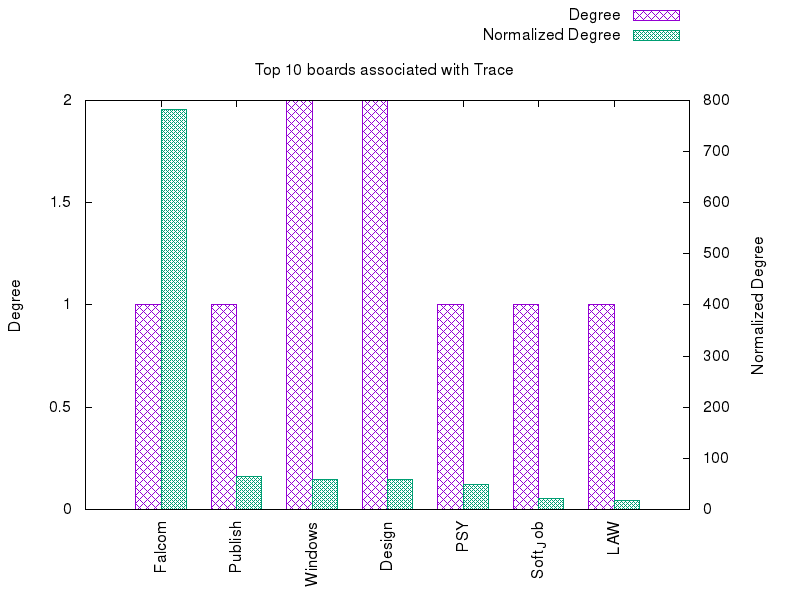 Degree
Normalized Degree
Top 10 boards associated with Trace
2
1.5
1
0.5
0
800
700
600
500
400
300
200
100
0
Degree
Normalized Degree
Falcom
Publish
Windows
Design
PSY
Soft_Job
LAW